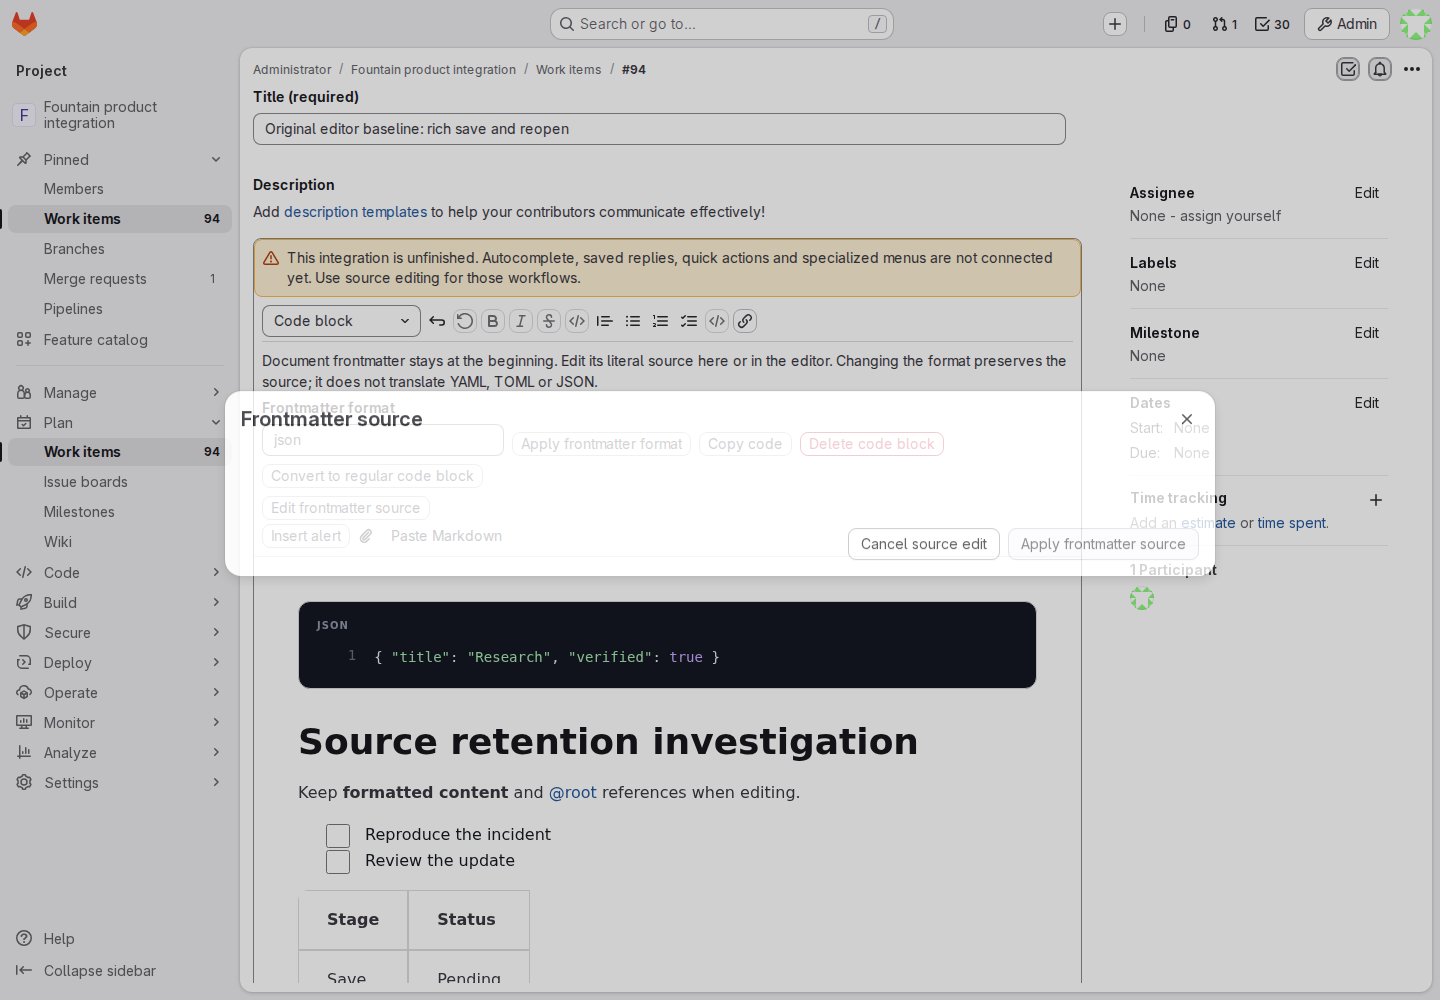 Search or go to...
/
0
1
30
Admin
Project
F
Fountain product
integration
Pinned
Members
Work items
94
Branches
Merge requests
1
Pipelines
Feature catalog
Manage
Plan
Work items
94
Issue boards
Milestones
Wiki
Code
Build
Secure
Deploy
Operate
Monitor
Analyze
Settings
Help
Collapse sidebar
Administrator / Fountain product integration / Work items / #94
Title (required)
Original editor baseline: rich save and reopen
Description
Add description templates to help your contributors communicate effectively!
This integration is unfinished. Autocomplete, saved replies, quick actions and specialized menus are not connected
yet. Use source editing for those workflows.
Code block
Document frontmatter stays at the beginning. Edit its literal source here or in the editor. Changing the format preserves the
source; it does not translate YAML, TOML or JSON.
Frontmatter format
Frontmatter source
json
Apply frontmatter format
Copy code
Delete code block
Convert to regular code block
Edit frontmatter source
Insert alert
Paste Markdown
Cancel source edit
Apply frontmatter source
JSON
1
{ "title": "Research", "verified": true }
Source retention investigation
Keep formatted content and @root references when editing.
Reproduce the incident
Review the update
Stage
Status
Save
Pending
Assignee
Edit
None - assign yourself
Labels
Edit
None
Milestone
Edit
None
Dates
Edit
Start: None
Due: None
Time tracking
Add an estimate or time spent.
1 Participant